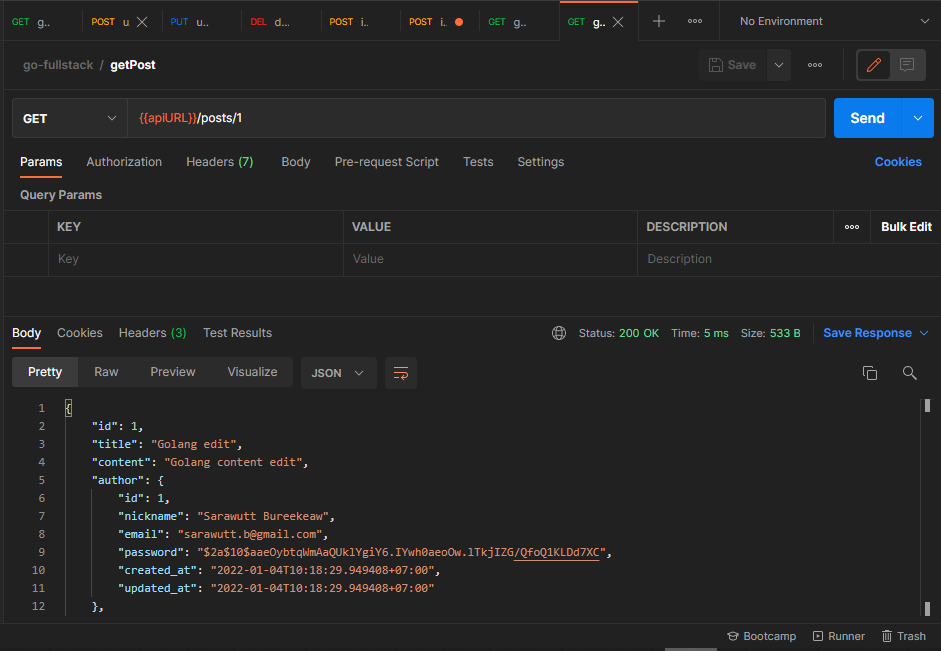 GET g.. POST u PUT u.. DEL d... POST i.. POST i.. GET g.. GET g.. No Environment
go-fullstack / getPost Save
GET {{apiURL}}/posts/1 Send
Params Authorization Headers (7) Body Pre-request Script Tests Settings Cookies
Query Params
KEY VALUE DESCRIPTION Bulk Edit
Key Value Description
Body Cookies Headers (3) Test Results Status: 200 OK Time: 5 ms Size: 533 B Save Response
Pretty Raw Preview Visualize JSON
1 {
2 "id": 1,
3 "title": "Golang edit",
4 "content": "Golang content edit",
5 "author": {
6 "id": 1,
7 "nickname": "Sarawutt Bureekeaw",
8 "email": "sarawutt.b@gmail.com",
9 "password": "$2a$10$aaeOybtqWmAaQUklYgiY6.IYwh0aeoOw.lTkjIZG/QfoQ1KLDd7XC",
10 "created_at": "2022-01-04T10:18:29.949408+07:00",
11 "updated_at": "2022-01-04T10:18:29.949408+07:00"
12 },
Bootcamp Runner Trash